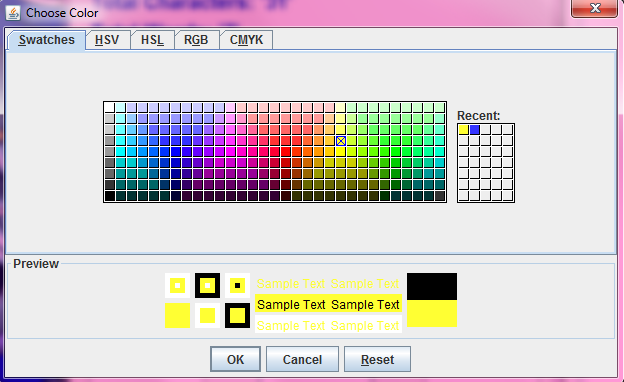 Choose Color
Swatches HSV HSL RGB CMYK
Recent:
Preview
Sample Text Sample Text
Sample Text Sample Text
Sample Text Sample Text
OK Cancel Reset